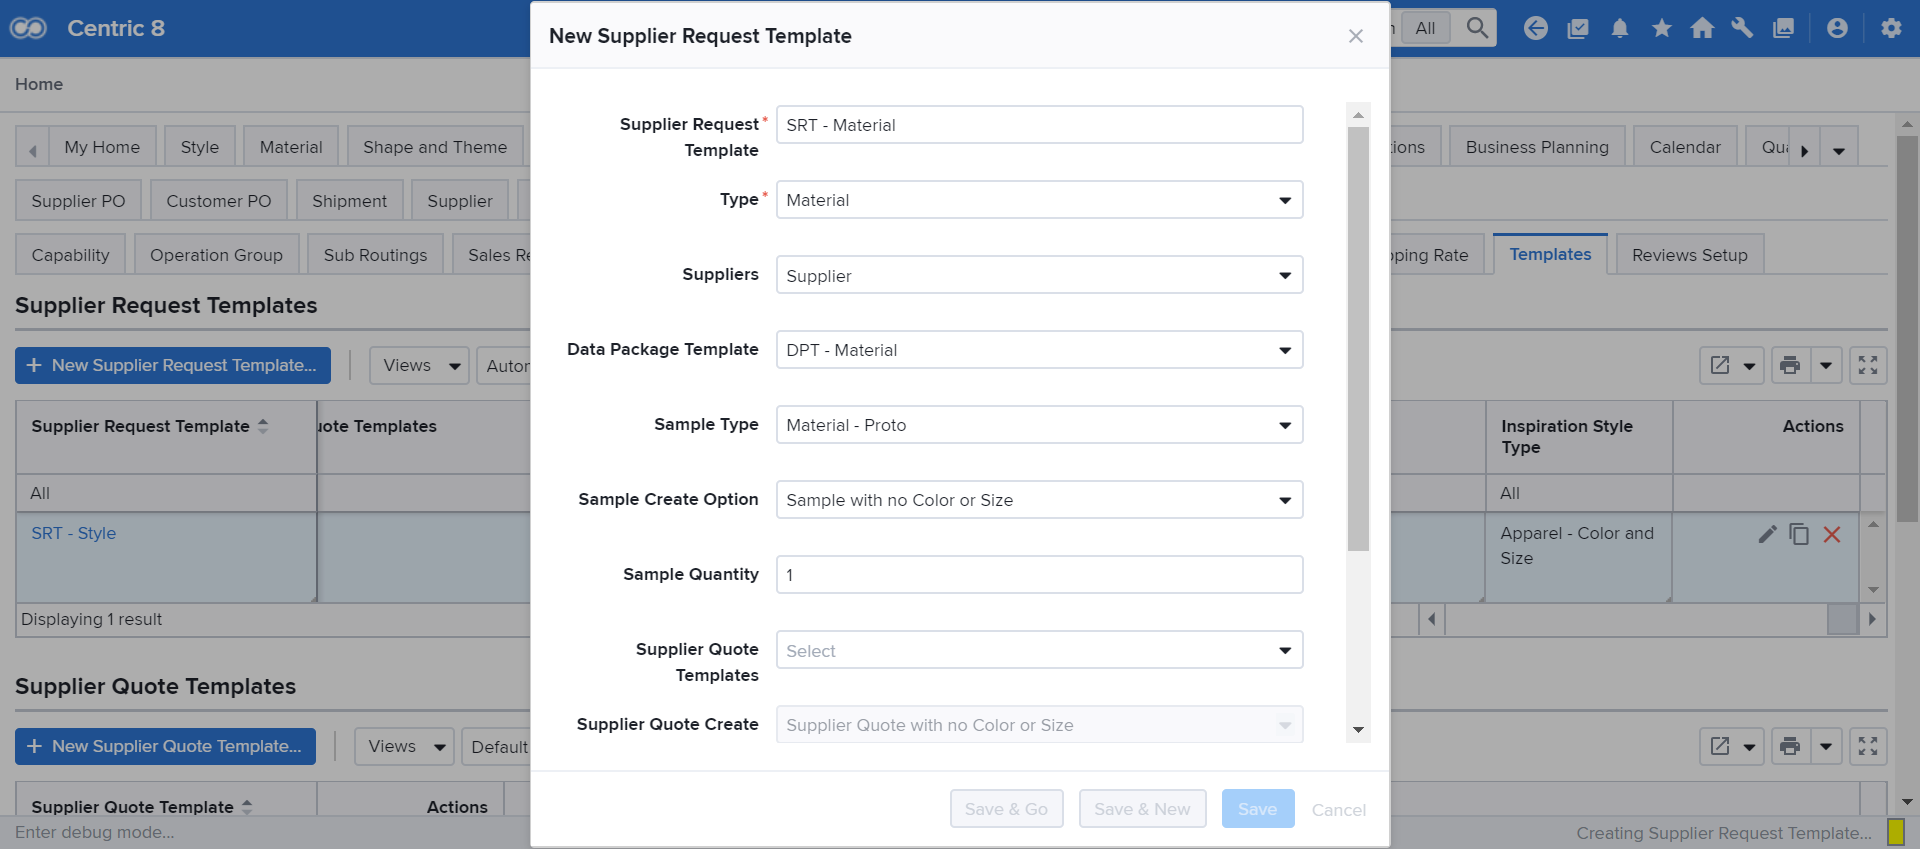 Centric 8
New Supplier Request Template
All
Home
My Home
Style
Material
Shape and Theme
Business Planning
Calendar
Supplier PO
Customer PO
Shipment
Supplier
Capability
Operation Group
Sub Routings
Sales Re
pping Rate
Templates
Reviews Setup
Supplier Request Templates
+ New Supplier Request Template...
Views
Supplier Request Template
uote Templates
Inspiration Style
Type
Actions
All
All
SRT - Style
Apparel - Color and
Size
Displaying 1 result
Supplier Quote Templates
+ New Supplier Quote Template...
Views
Default
Supplier Quote Template
Actions
Enter debug mode...
Creating Supplier Request Template...
Supplier Request *
Template
SRT - Material
Type *
Material
Suppliers
Supplier
Data Package Template
DPT - Material
Sample Type
Material - Proto
Sample Create Option
Sample with no Color or Size
Sample Quantity
1
Supplier Quote
Templates
Select
Supplier Quote Create
Supplier Quote with no Color or Size
Save & Go
Save & New
Save
Cancel